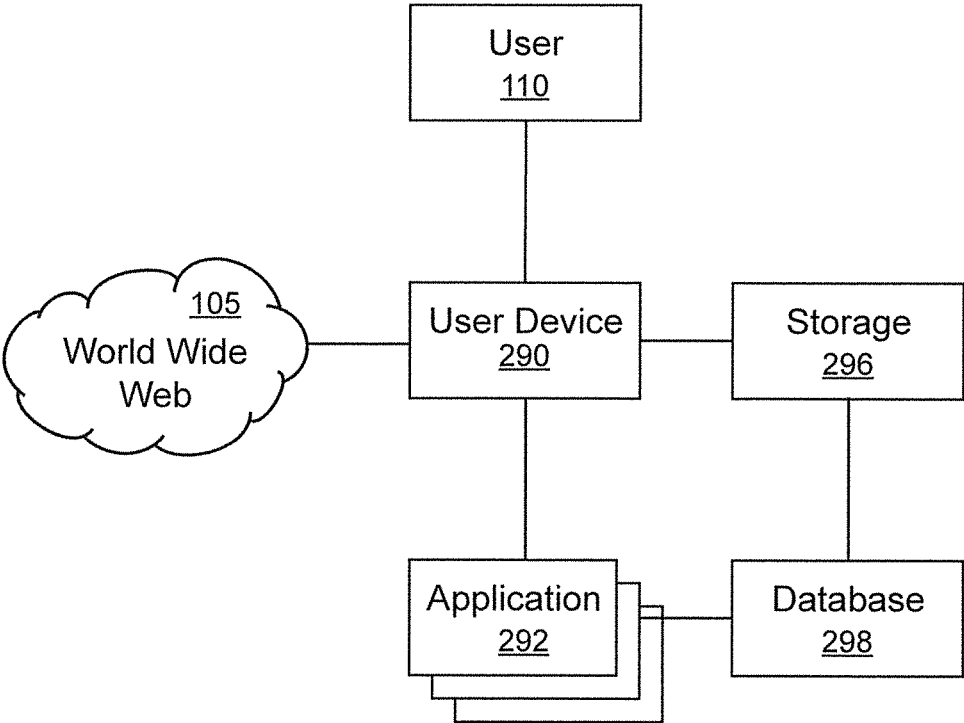 User
110
105
World Wide
Web
User Device
290
Storage
296
Application
292
Database
298